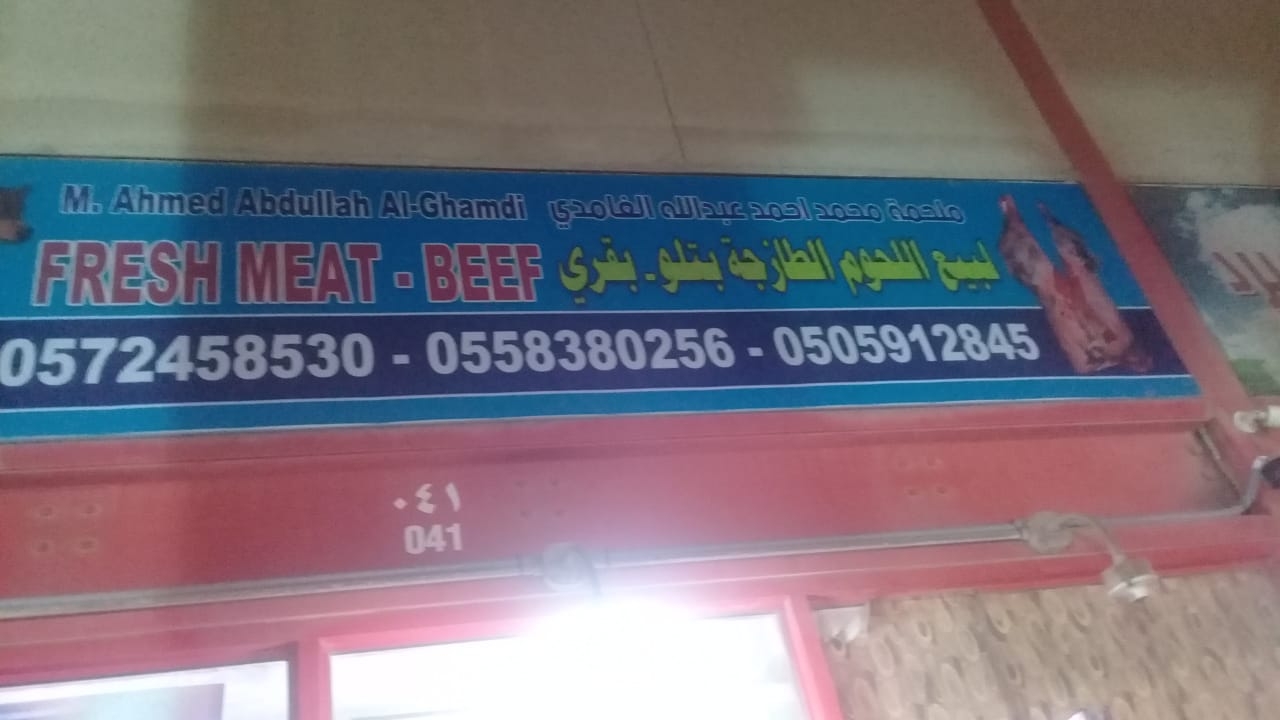 M. Ahmed Abdullah Al-Ghamdi ملحمة محمد احمد عبدالله الغامدي
FRESH MEAT - BEEF لبيع اللحوم الطازجة بتلو - بقري
0572458530 - 0558380256 - 0505912845
٠٤١
041